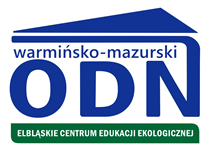 warmińsko-mazurski
ODN
ELBLĄSKIE CENTRUM EDUKACJI EKOLOGICZNEJ